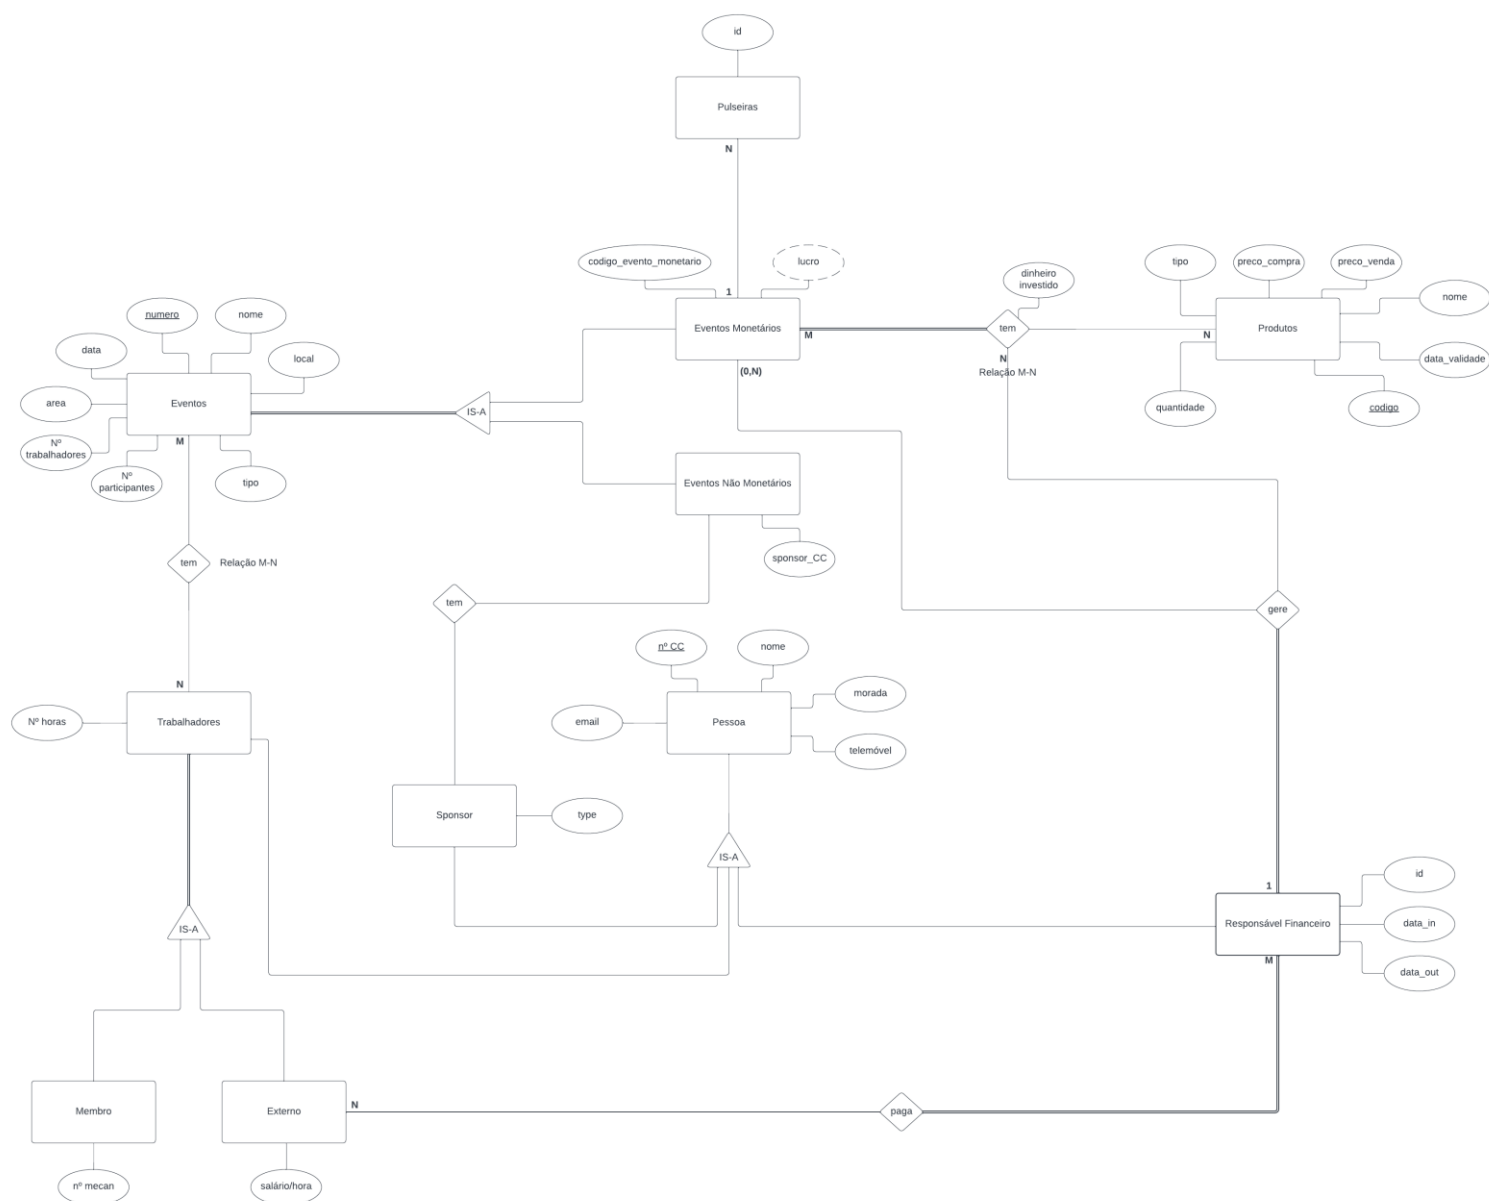 id
Pulseiras
N
codigo_evento_monetario
lucro
1
dinheiro
investido
tipo
preco_compra
preco_venda
nome
numero
nome
data
local
Eventos Monetários
M
tem
N
Produtos
data_validade
area
Eventos
IS-A
(0,N)
N
Relação M-N
quantidade
codigo
Nº
trabalhadores
M
Nº
participantes
tipo
Eventos Não Monetários
sponsor_CC
tem
Relação M-N
tem
gere
nº CC
nome
N
morada
Nº horas
Trabalhadores
email
Pessoa
telemóvel
Sponsor
type
IS-A
1
id
IS-A
Responsável Financeiro
data_in
M
data_out
Membro
Externo
N
paga
nº mecan
salário/hora